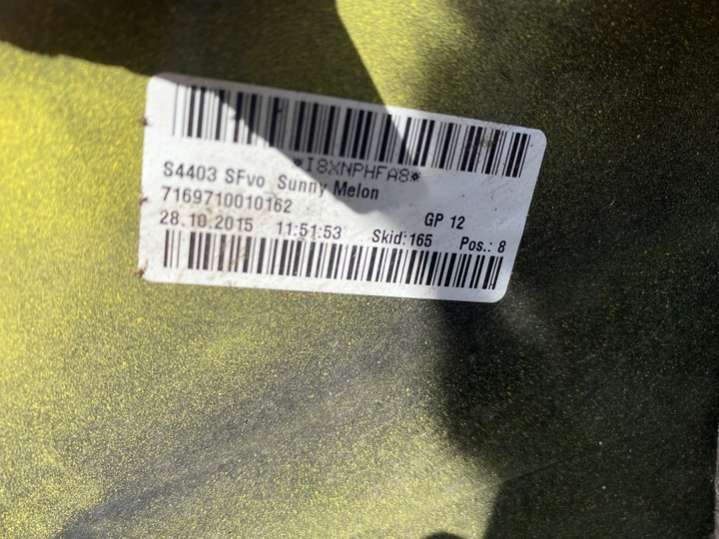 *I8XNPHFA8*
S4403 SFvo Sunny Melon
7169710010162 GP 12
28.10.2015 11:51:53 Skid:165 Pos.: 8